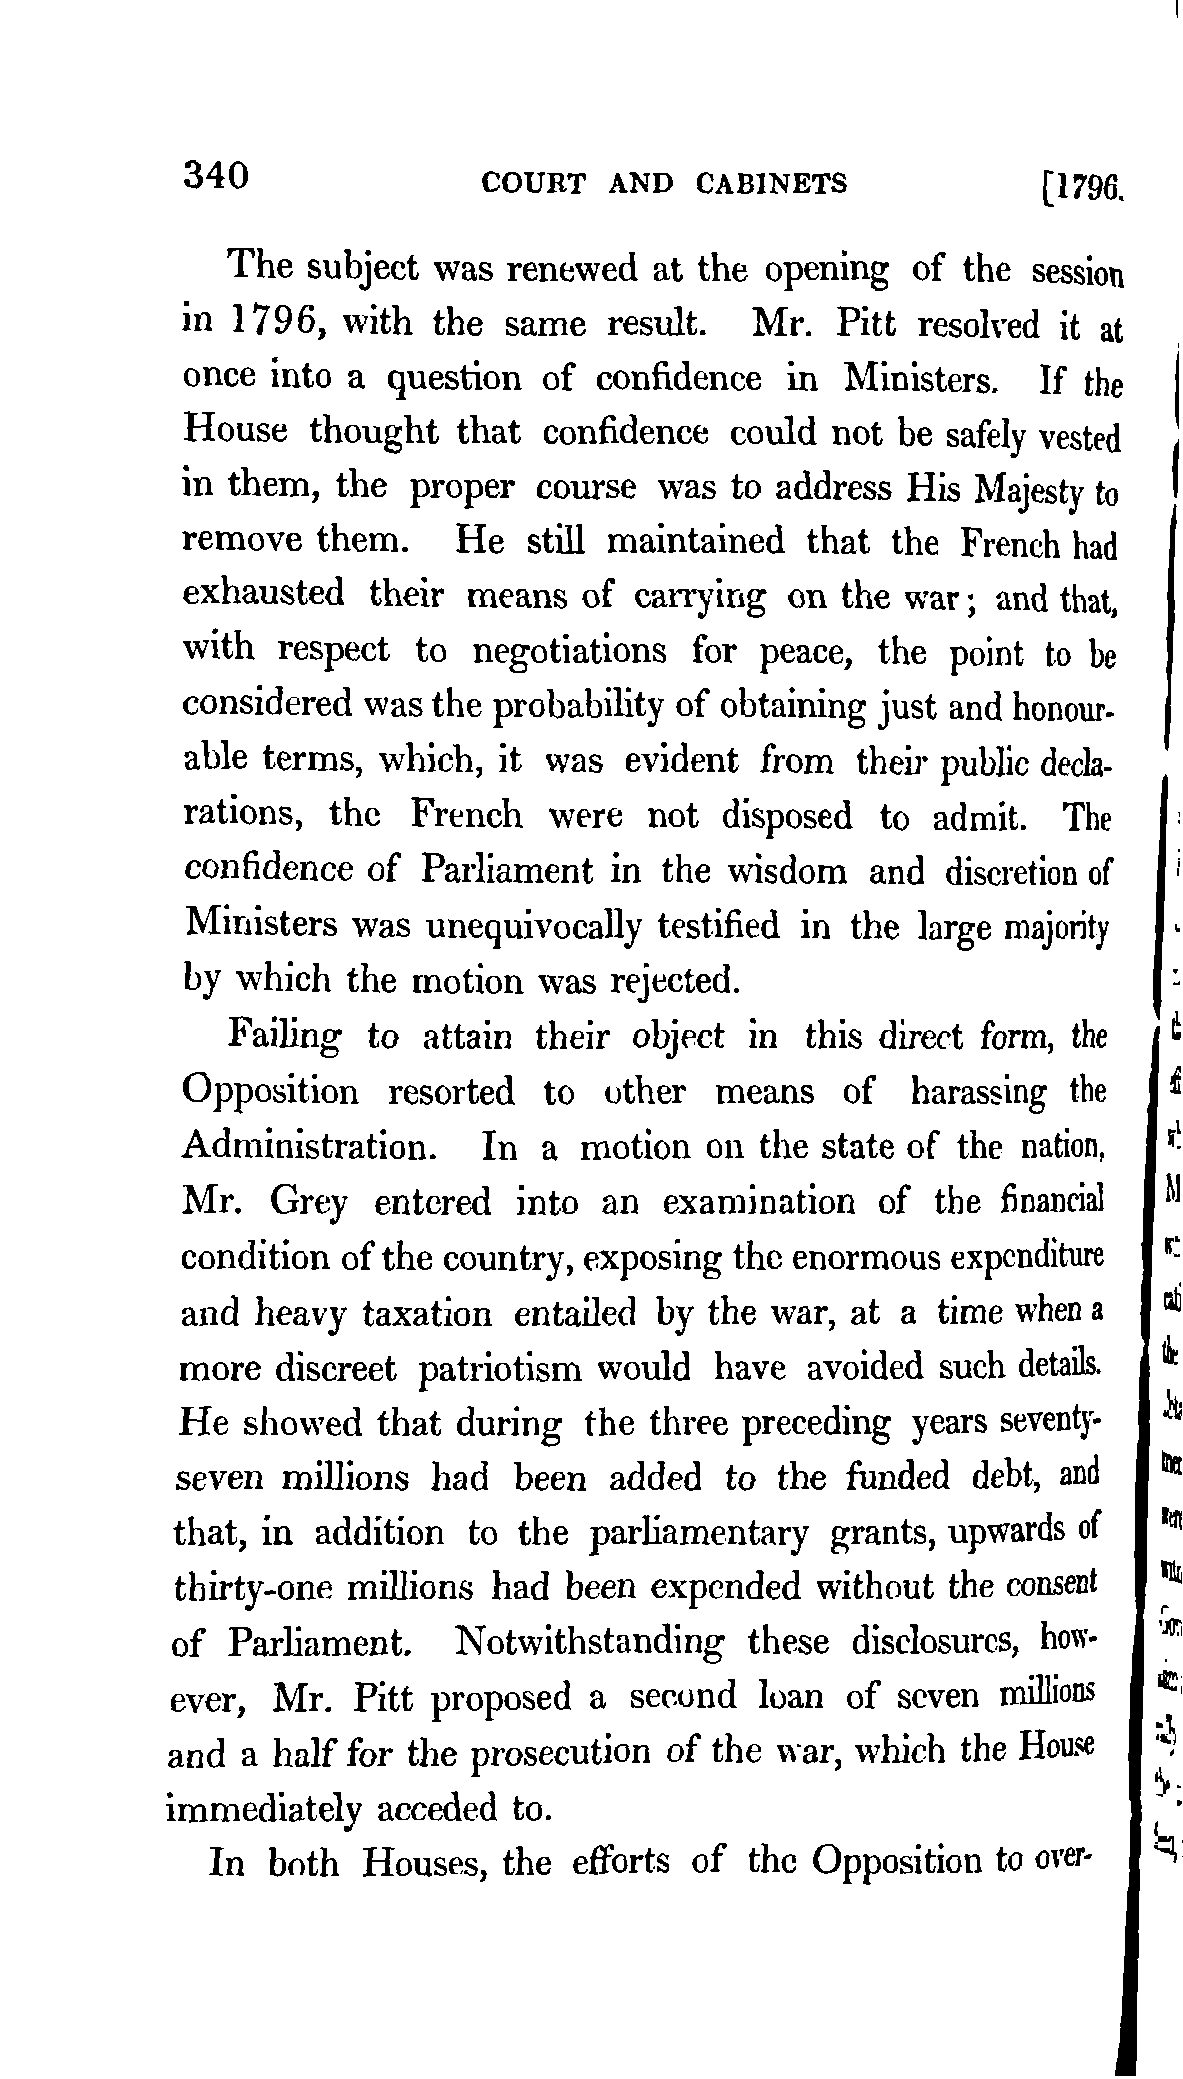 340 COURT AND CABINETS [1796.
The subject was renewed at the opening of the session
in 1796, with the same result. Mr. Pitt resolved it at
once into a question of confidence in Ministers. If the
House thought that confidence could not be safely vested
in them, the proper course was to address His Majesty to
remove them. He still maintained that the French had
exhausted their means of carrying on the war; and that,
with respect to negotiations for peace, the point to be
considered was the probability of obtaining just and honour-
able terms, which, it was evident from their public decla-
rations, the French were not disposed to admit. The
confidence of Parliament in the wisdom and discretion of
Ministers was unequivocally testified in the large majority
by which the motion was rejected.
Failing to attain their object in this direct form, the
Opposition resorted to other means of harassing the
Administration. In a motion on the state of the nation,
Mr. Grey entered into an examination of the financial
condition of the country, exposing the enormous expenditure
and heavy taxation entailed by the war, at a time when a
more discreet patriotism would have avoided such details.
He showed that during the three preceding years seventy-
seven millions had been added to the funded debt, and
that, in addition to the parliamentary grants, upwards of
thirty-one millions had been expended without the consent
of Parliament. Notwithstanding these disclosures, how-
ever, Mr. Pitt proposed a second loan of seven millions
and a half for the prosecution of the war, which the House
immediately acceded to.
In both Houses, the efforts of the Opposition to over-